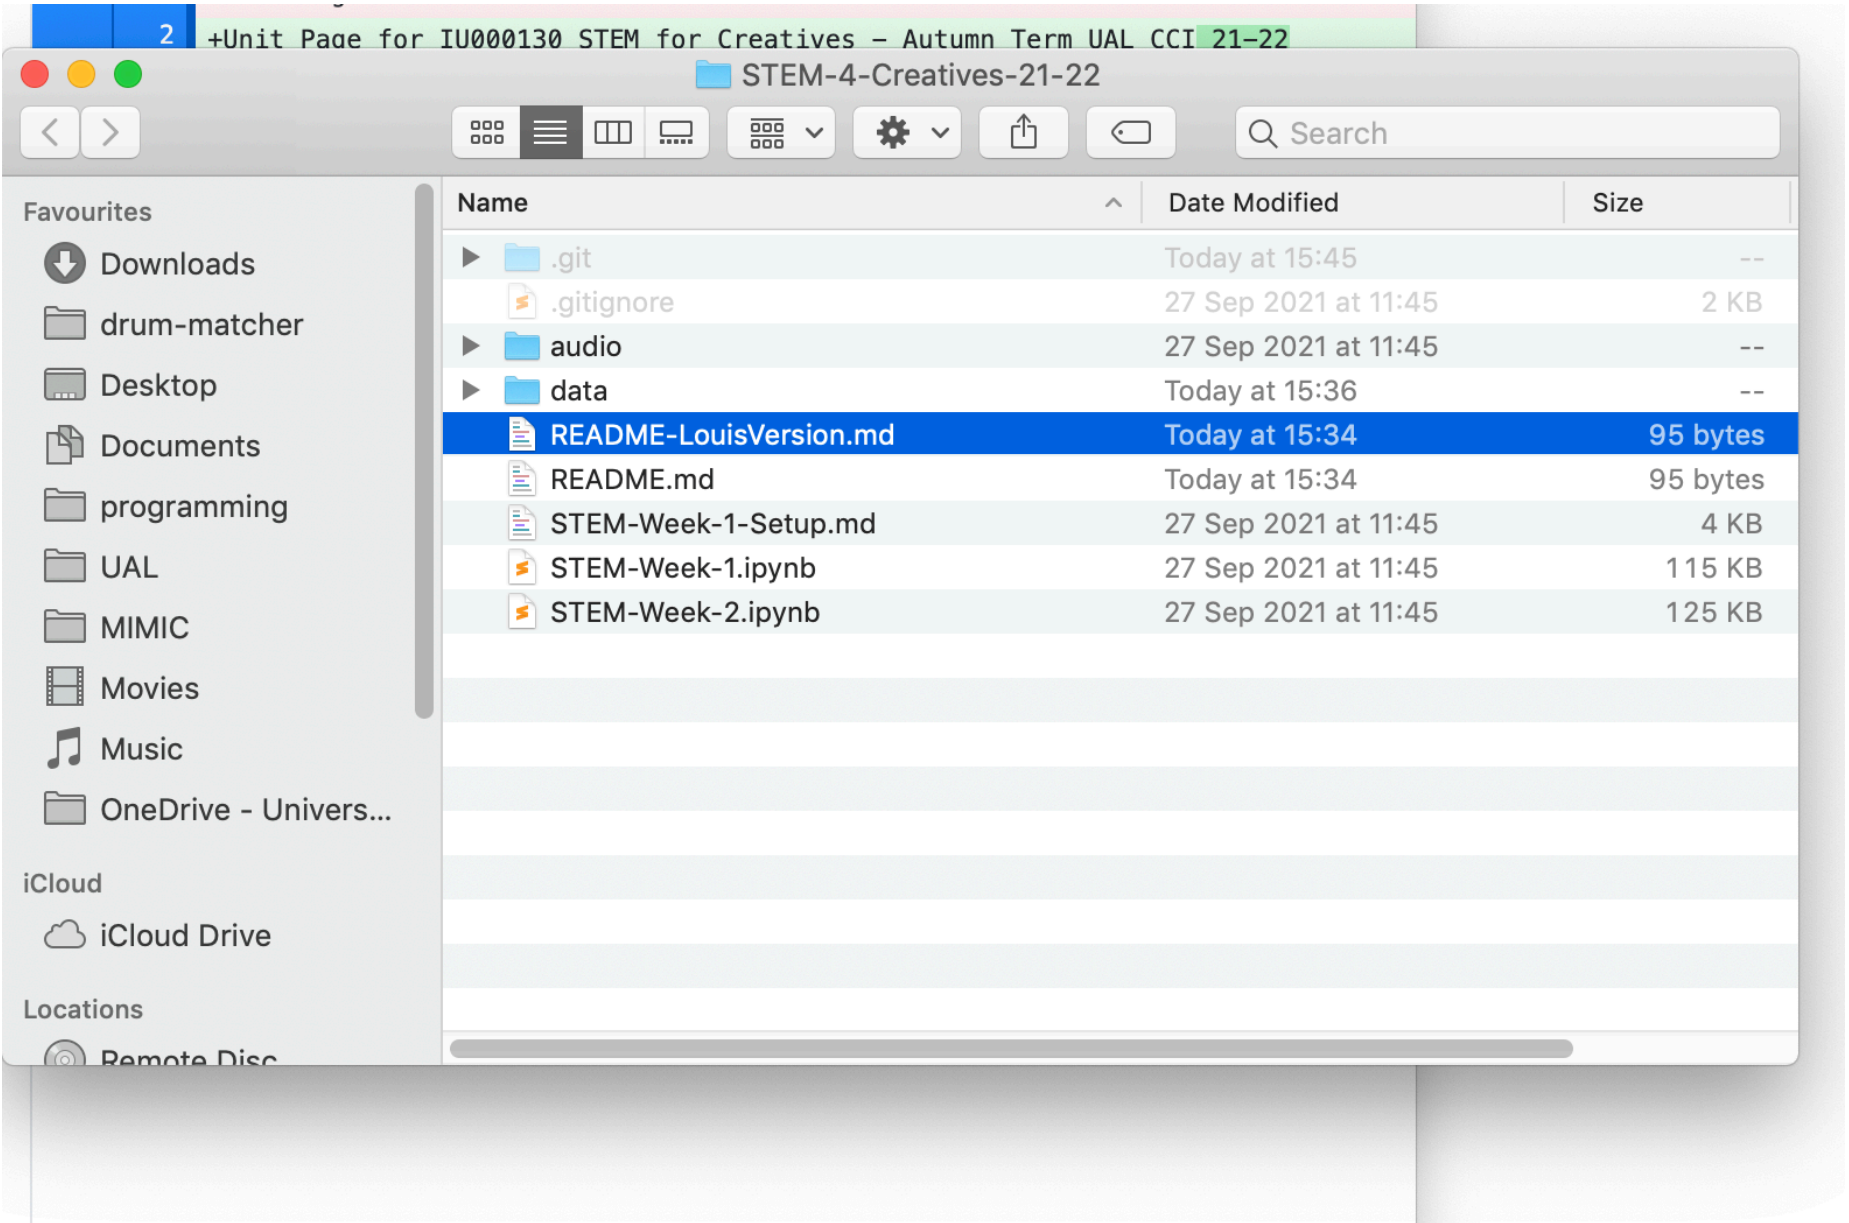 2 +Unit Page for IU000130 STEM for Creatives – Autumn Term UAL CCI 21–22
STEM-4-Creatives-21-22
Search
Favourites
Downloads
drum-matcher
Desktop
Documents
programming
UAL
MIMIC
Movies
Music
OneDrive - Univers...
iCloud
iCloud Drive
Locations
Remote Disc
Name Date Modified Size
.git Today at 15:45 --
.gitignore 27 Sep 2021 at 11:45 2 KB
audio 27 Sep 2021 at 11:45 --
data Today at 15:36 --
README-LouisVersion.md Today at 15:34 95 bytes
README.md Today at 15:34 95 bytes
STEM-Week-1-Setup.md 27 Sep 2021 at 11:45 4 KB
STEM-Week-1.ipynb 27 Sep 2021 at 11:45 115 KB
STEM-Week-2.ipynb 27 Sep 2021 at 11:45 125 KB